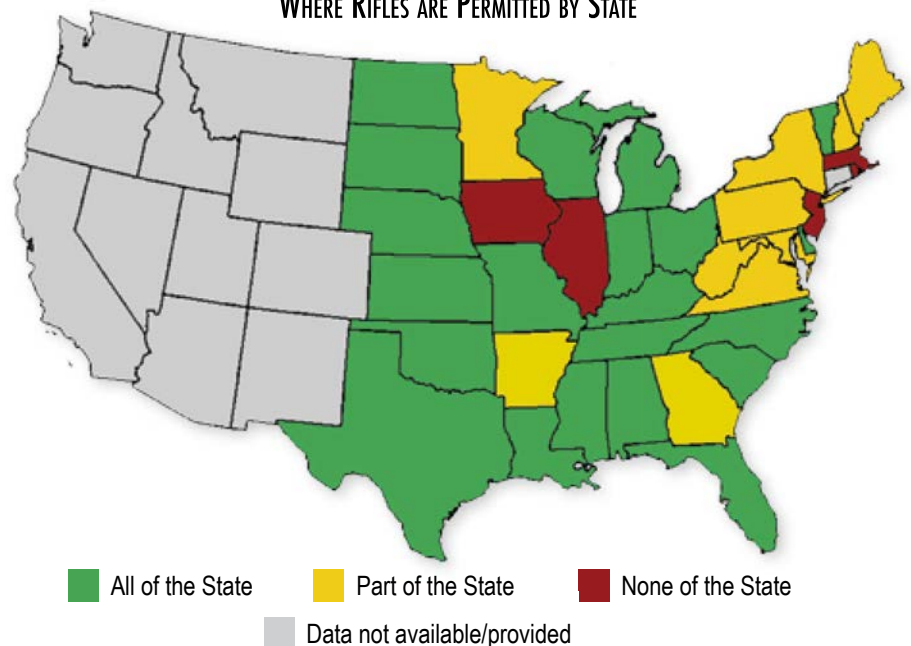 Where Rifles are Permitted by State
All of the State
Part of the State
None of the State
Data not available/provided